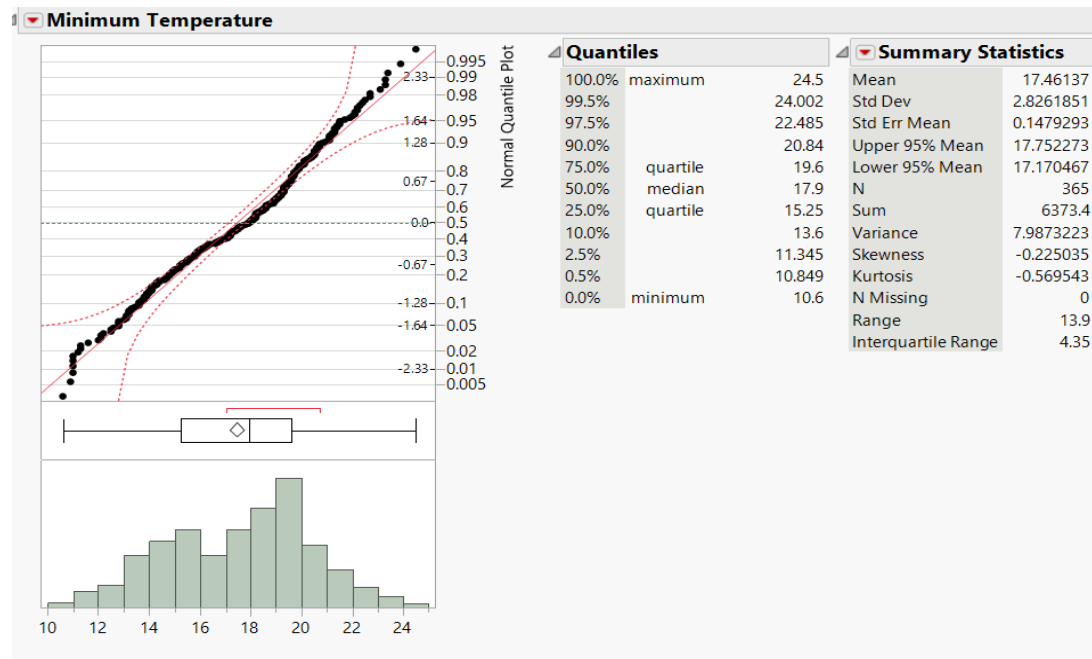 Minimum Temperature
Normal Quantile Plot
0.995
2.33 0.99
0.98
1.64 0.95
1.28 0.9
0.8
0.67 0.7
0.6
0.0 0.5
0.4
0.3
-0.67 0.2
-1.28 0.1
-1.64 0.05
0.02
-2.33 0.01
0.005
10 12 14 16 18 20 22 24
Quantiles
100.0% maximum 24.5
99.5% 24.002
97.5% 22.485
90.0% 20.84
75.0% quartile 19.6
50.0% median 17.9
25.0% quartile 15.25
10.0% 13.6
2.5% 11.345
0.5% 10.849
0.0% minimum 10.6
Summary Statistics
Mean 17.46137
Std Dev 2.8261851
Std Err Mean 0.1479293
Upper 95% Mean 17.752273
Lower 95% Mean 17.170467
N 365
Sum 6373.4
Variance 7.9873223
Skewness -0.225035
Kurtosis -0.569543
N Missing 0
Range 13.9
Interquartile Range 4.35